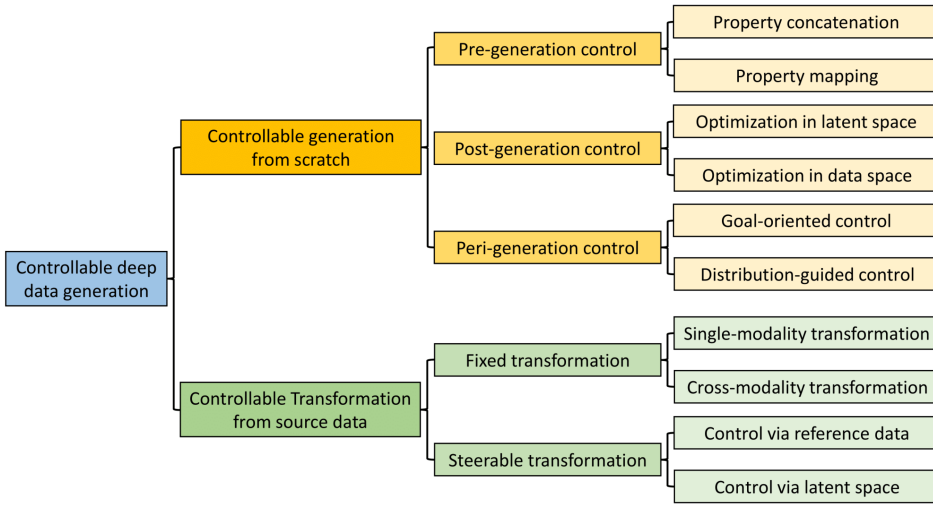 Controllable deep
data generation
Controllable generation
from scratch
Pre-generation control
Property concatenation
Property mapping
Post-generation control
Optimization in latent space
Optimization in data space
Peri-generation control
Goal-oriented control
Distribution-guided control
Controllable Transformation
from source data
Fixed transformation
Single-modality transformation
Cross-modality transformation
Steerable transformation
Control via reference data
Control via latent space